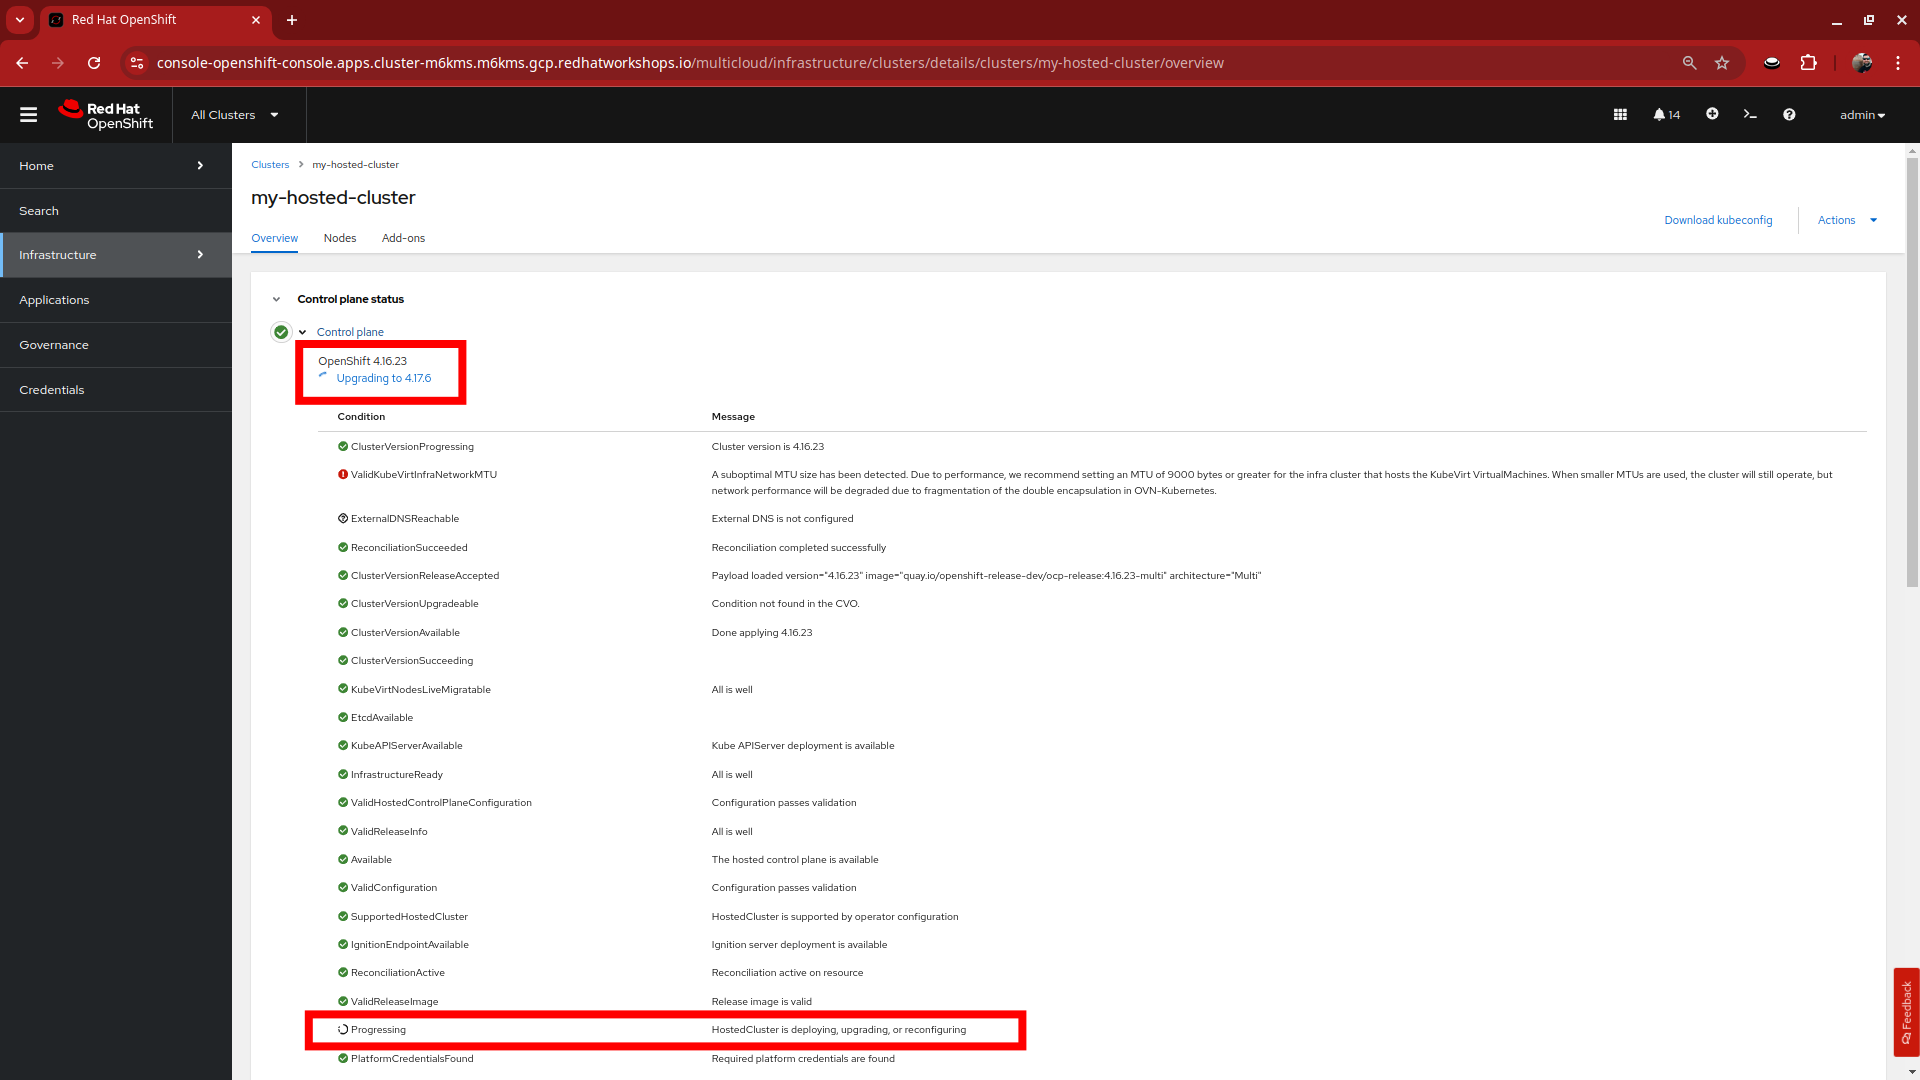 Red Hat OpenShift
console-openshift-console.apps.cluster-m6kms.m6kms.gcp.redhatworkshops.io/multicloud/infrastructure/clusters/details/clusters/my-hosted-cluster/overview
Red Hat
OpenShift
All Clusters
14
admin
Home
Search
Infrastructure
Applications
Governance
Credentials
Clusters > my-hosted-cluster
my-hosted-cluster
Download kubeconfig
Actions
Overview Nodes Add-ons
Control plane status
Control plane
OpenShift 4.16.23
Upgrading to 4.17.6
Condition Message
ClusterVersionProgressing Cluster version is 4.16.23
ValidKubeVirtInfraNetworkMTU A suboptimal MTU size has been detected. Due to performance, we recommend setting an MTU of 9000 bytes or greater for the infra cluster that hosts the KubeVirt VirtualMachines. When smaller MTUs are used, the cluster will still operate, but
network performance will be degraded due to fragmentation of the double encapsulation in OVN-Kubernetes.
ExternalDNSReachable External DNS is not configured
ReconciliationSucceeded Reconciliation completed successfully
ClusterVersionReleaseAccepted Payload loaded version="4.16.23" image="quay.io/openshift-release-dev/ocp-release:4.16.23-multi" architecture="Multi"
ClusterVersionUpgradeable Condition not found in the CVO.
ClusterVersionAvailable Done applying 4.16.23
ClusterVersionSucceeding
KubeVirtNodesLiveMigratable All is well
EtcdAvailable
KubeAPIServerAvailable Kube APIServer deployment is available
InfrastructureReady All is well
ValidHostedControlPlaneConfiguration Configuration passes validation
ValidReleaseInfo All is well
Available The hosted control plane is available
ValidConfiguration Configuration passes validation
SupportedHostedCluster HostedCluster is supported by operator configuration
IgnitionEndpointAvailable Ignition server deployment is available
ReconciliationActive Reconciliation active on resource
ValidReleaseImage Release image is valid
Progressing HostedCluster is deploying, upgrading, or reconfiguring
PlatformCredentialsFound Required platform credentials are found
Feedback